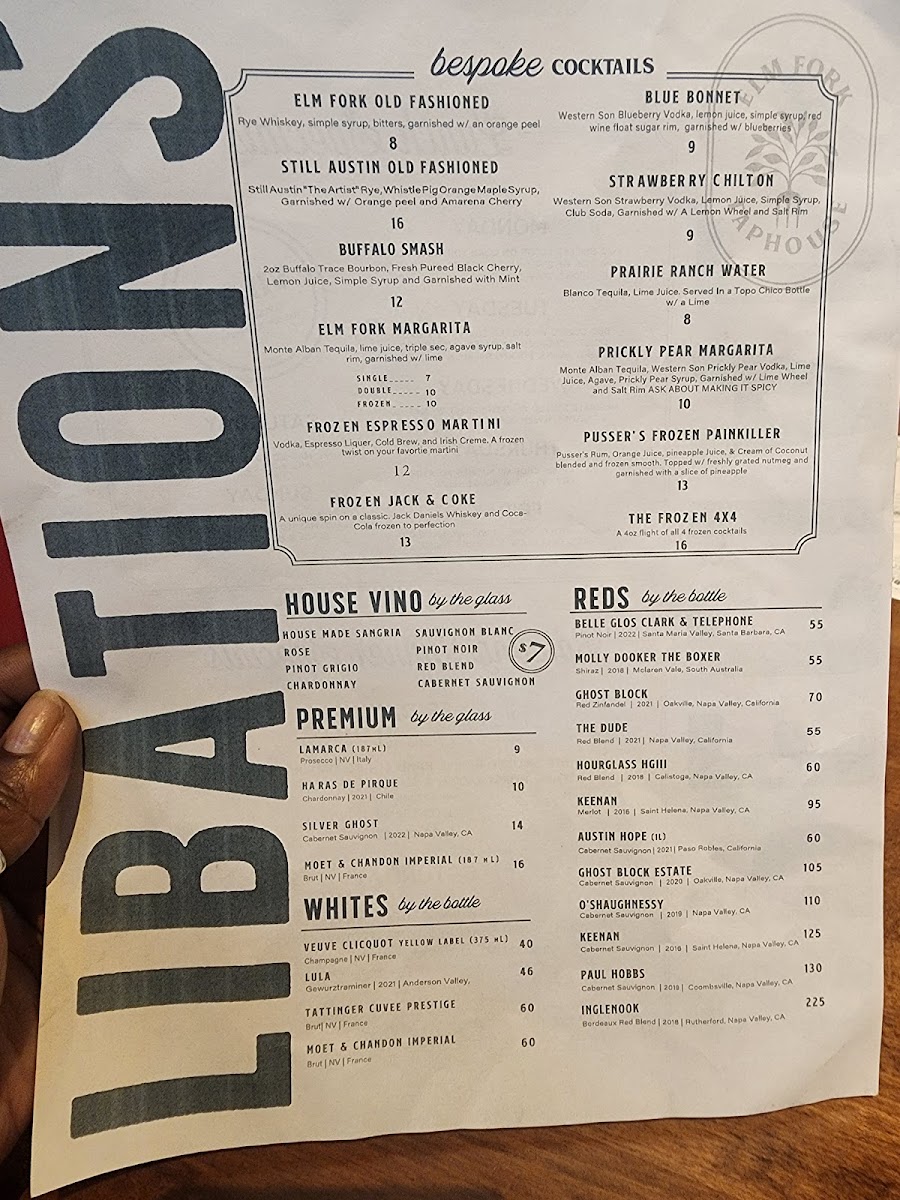 LIBATIONS
ELM FORK
TAPHOUSE
bespoke COCKTAILS
ELM FORK OLD FASHIONED
Rye Whiskey, simple syrup, bitters, garnished w/ an orange peel
8
STILL AUSTIN OLD FASHIONED
Still Austin "The Artist" Rye, Whistle Pig Orange Maple Syrup,
Garnished w/ Orange peel and Amarena Cherry
16
BUFFALO SMASH
2oz Buffalo Trace Bourbon, Fresh Pureed Black Cherry,
Lemon Juice, Simple Syrup and Garnished with Mint
12
ELM FORK MARGARITA
Monte Alban Tequila, lime juice, triple sec, agave syrup, salt
rim, garnished w/ lime
SINGLE_____ 7
DOUBLE_____ 10
FROZEN_____ 10
FROZEN ESPRESSO MARTINI
Vodka, Espresso Liquer, Cold Brew, and Irish Creme. A frozen
twist on your favortie martini
12
FROZEN JACK & COKE
A unique spin on a classic. Jack Daniels Whiskey and Coca-
Cola frozen to perfection
13
BLUE BONNET
Western Son Blueberry Vodka, lemon juice, simple syrup, red
wine float sugar rim, garnished w/ blueberries
9
STRAWBERRY CHILTON
Western Son Strawberry Vodka, Lemon Juice, Simple Syrup,
Club Soda, Garnished w/ A Lemon Wheel and Salt Rim
9
PRAIRIE RANCH WATER
Blanco Tequila, Lime Juice. Served In a Topo Chico Bottle
w/ a Lime
8
PRICKLY PEAR MARGARITA
Monte Alban Tequila, Western Son Prickly Pear Vodka, Lime
Juice, Agave, Prickly Pear Syrup, Garnished w/ Lime Wheel
and Salt Rim ASK ABOUT MAKING IT SPICY
10
PUSSER'S FROZEN PAINKILLER
Pusser's Rum, Orange Juice, pineapple Juice, & Cream of Coconut
blended and frozen smooth. Topped w/ freshly grated nutmeg and
garnished with a slice of pineapple
13
THE FROZEN 4X4
A 4oz flight of all 4 frozen cocktails
16
HOUSE VINO by the glass
HOUSE MADE SANGRIA
ROSE
PINOT GRIGIO
CHARDONNAY
SAUVIGNON BLANC
PINOT NOIR
RED BLEND
CABERNET SAUVIGNON
$7
PREMIUM by the glass
LAMARCA (187ML) 9
Prosecco | NV | Italy
HARAS DE PIRQUE 10
Chardonnay | 2021 | Chile
SILVER GHOST 14
Cabernet Sauvignon | 2022 | Napa Valley, CA
MOET & CHANDON IMPERIAL (187 ML) 16
Brut | NV | France
WHITES by the bottle
VEUVE CLICQUOT YELLOW LABEL (375 ML) 40
Champagne | NV | France
LULA 46
Gewurztraminer | 2021 | Anderson Valley,
TATTINGER CUVEE PRESTIGE 60
Brut| NV | France
MOET & CHANDON IMPERIAL 60
Brut | NV | France
REDS by the bottle
BELLE GLOS CLARK & TELEPHONE 55
Pinot Noir | 2022 | Santa Maria Valley, Santa Barbara, CA
MOLLY DOOKER THE BOXER 55
Shiraz | 2018 | Mclaren Vale, South Australia
GHOST BLOCK 70
Red Zinfandel | 2021 | Oakville, Napa Valley, California
THE DUDE 55
Red Blend | 2021 | Napa Valley, California
HOURGLASS HGIII 60
Red Blend | 2018 | Calistoga, Napa Valley, CA
KEENAN 95
Merlot | 2016 | Saint Helena, Napa Valley, CA
AUSTIN HOPE (1L) 60
Cabernet Sauvignon | 2021 | Paso Robles, California
GHOST BLOCK ESTATE 105
Cabernet Sauvignon | 2020 | Oakville, Napa Valley, CA
O'SHAUGHNESSY 110
Cabernet Sauvignon | 2019 | Napa Valley, CA
KEENAN 125
Cabernet Sauvignon | 2016 | Saint Helena, Napa Valley, CA
PAUL HOBBS 130
Cabernet Sauvignon | 2019 | Coombsville, Napa Valley, CA
INGLENOOK 225
Bordeaux Red Blend | 2018 | Rutherford, Napa Valley, CA